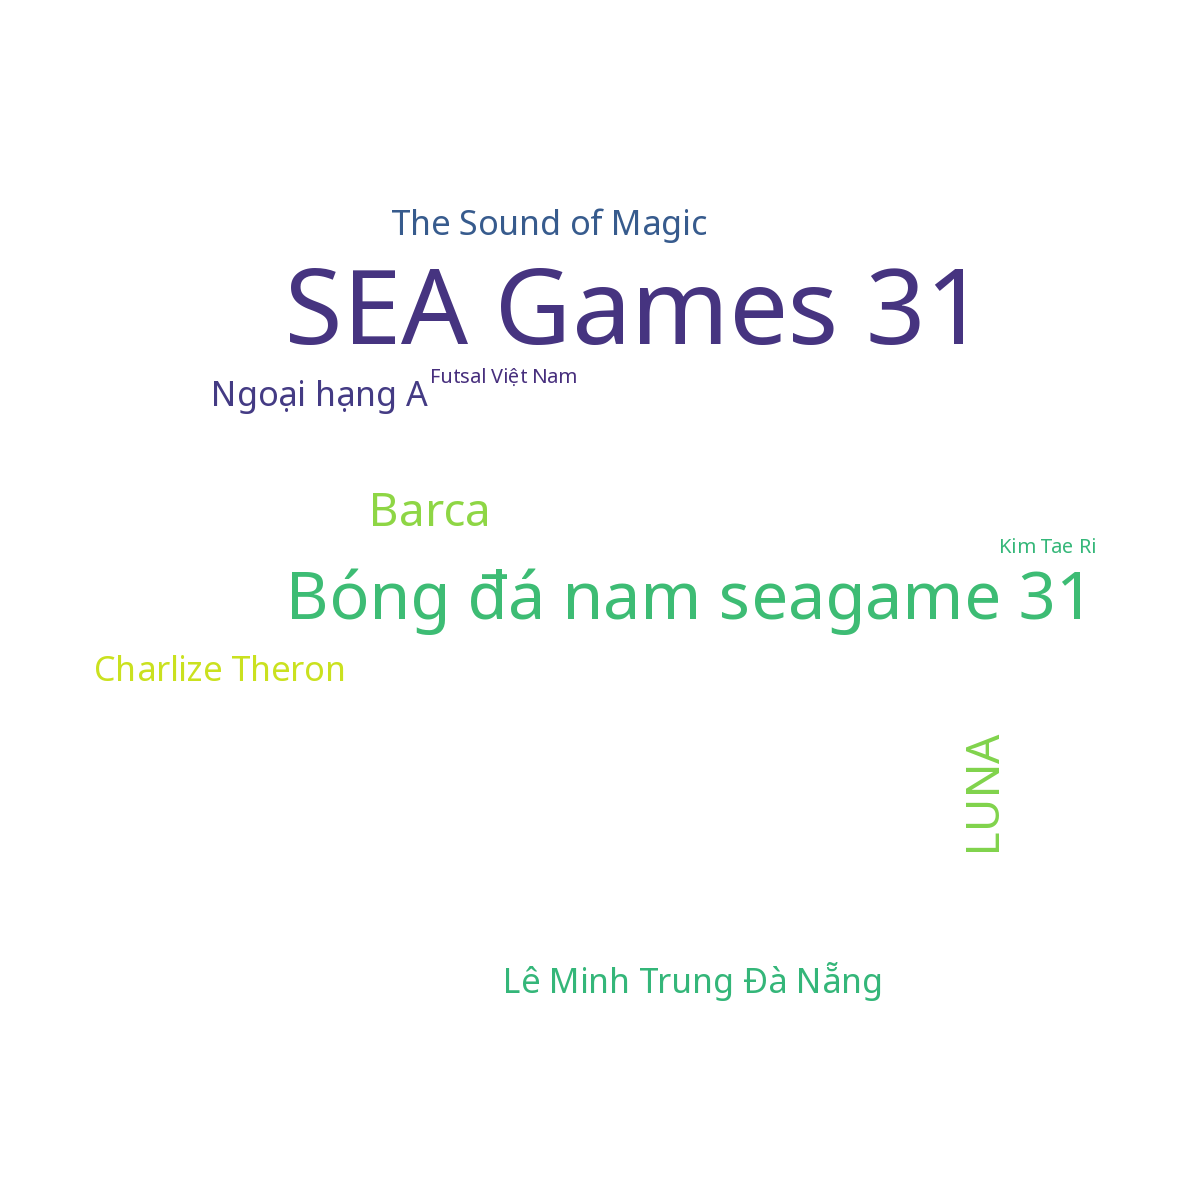 The Sound of Magic
SEA Games 31
Futsal Việt Nam
Ngoại hạng A
Barca
Kim Tae Ri
Bóng đá nam seagame 31
Charlize Theron
LUNA
Lê Minh Trung Đà Nẵng